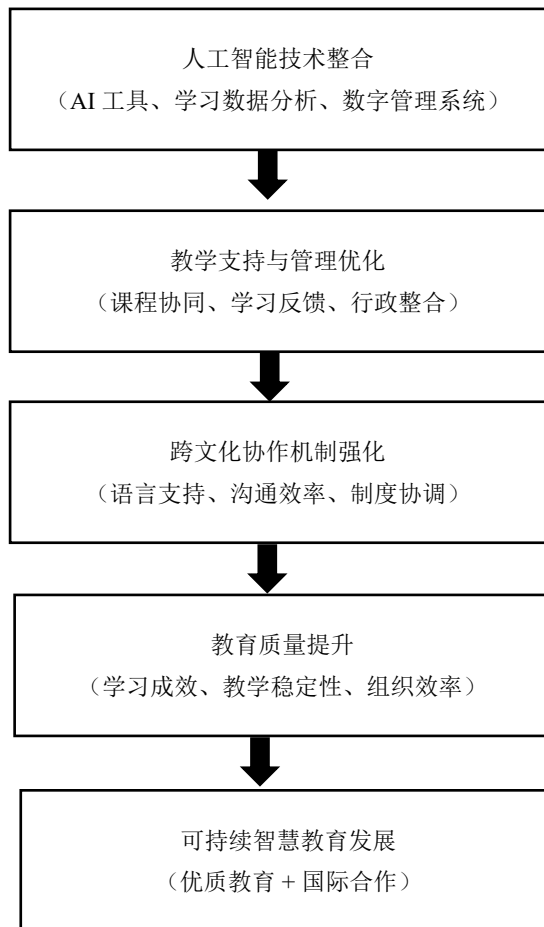 人工智能技术整合
（AI 工具、学习数据分析、数字管理系统）
教学支持与管理优化
（课程协同、学习反馈、行政整合）
跨文化协作机制强化
（语言支持、沟通效率、制度协调）
教育质量提升
（学习成效、教学稳定性、组织效率）
可持续智慧教育发展
（优质教育 + 国际合作）